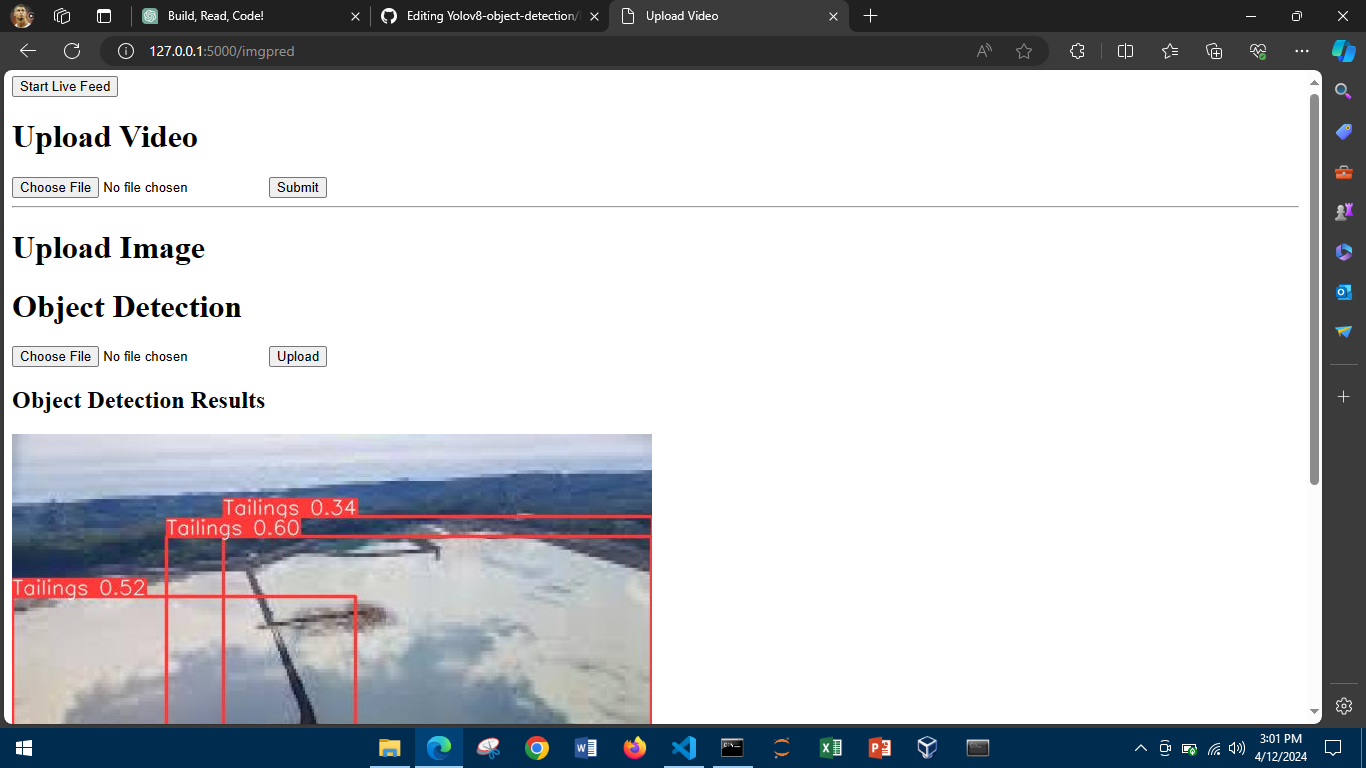 Build, Read, Code!
Editing Yolov8-object-detection/
Upload Video
127.0.0.1:5000/imgpred
Start Live Feed
Upload Video
Choose File No file chosen Submit
Upload Image
Object Detection
Choose File No file chosen Upload
Object Detection Results
Tailings 0.34
Tailings 0.60
Tailings 0.52
3:01 PM
4/12/2024